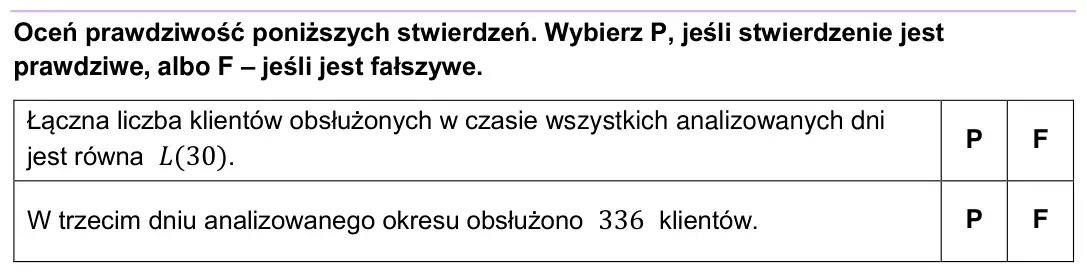 Oceń prawdziwość poniższych stwierdzeń. Wybierz P, jeśli stwierdzenie jest
prawdziwe, albo F – jeśli jest fałszywe.
Łączna liczba klientów obsłużonych w czasie wszystkich analizowanych dni
jest równa L(30).
P F
W trzecim dniu analizowanego okresu obsłużono 336 klientów.
P F